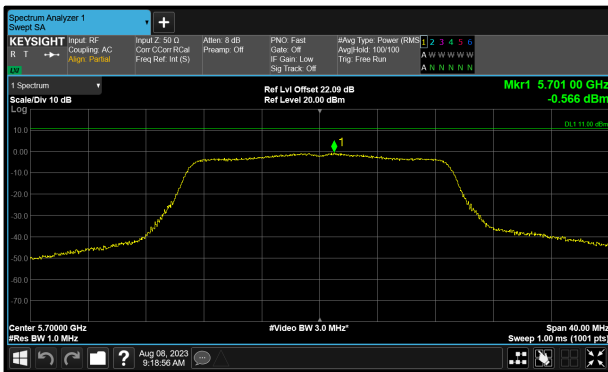 Spectrum Analyzer 1
Swept SA
KEYSIGHT
R T
LXI
Input: RF
Coupling: AC
Align: Partial
Input Z: 50 Ω
Corr CCorr RCal
Freq Ref: Int (S)
Atten: 8 dB
Preamp: Off
PNO: Fast
Gate: Off
IF Gain: Low
Sig Track: Off
#Avg Type: Power (RMS
Avg|Hold: 100/100
Trig: Free Run
1 2 3 4 5 6
A W W W W W
A N N N N N
1 Spectrum
Scale/Div 10 dB
Log
Ref Lvl Offset 22.09 dB
Ref Level 20.00 dBm
Mkr1 5.701 00 GHz
-0.566 dBm
DL1 11.00 dBm
10.0
0.00
-10.0
-20.0
-30.0
-40.0
-50.0
-60.0
-70.0
1
Center 5.70000 GHz
#Res BW 1.0 MHz
#Video BW 3.0 MHz*
Span 40.00 MHz
Sweep 1.00 ms (1001 pts)
?
Aug 08, 2023
9:18:56 AM